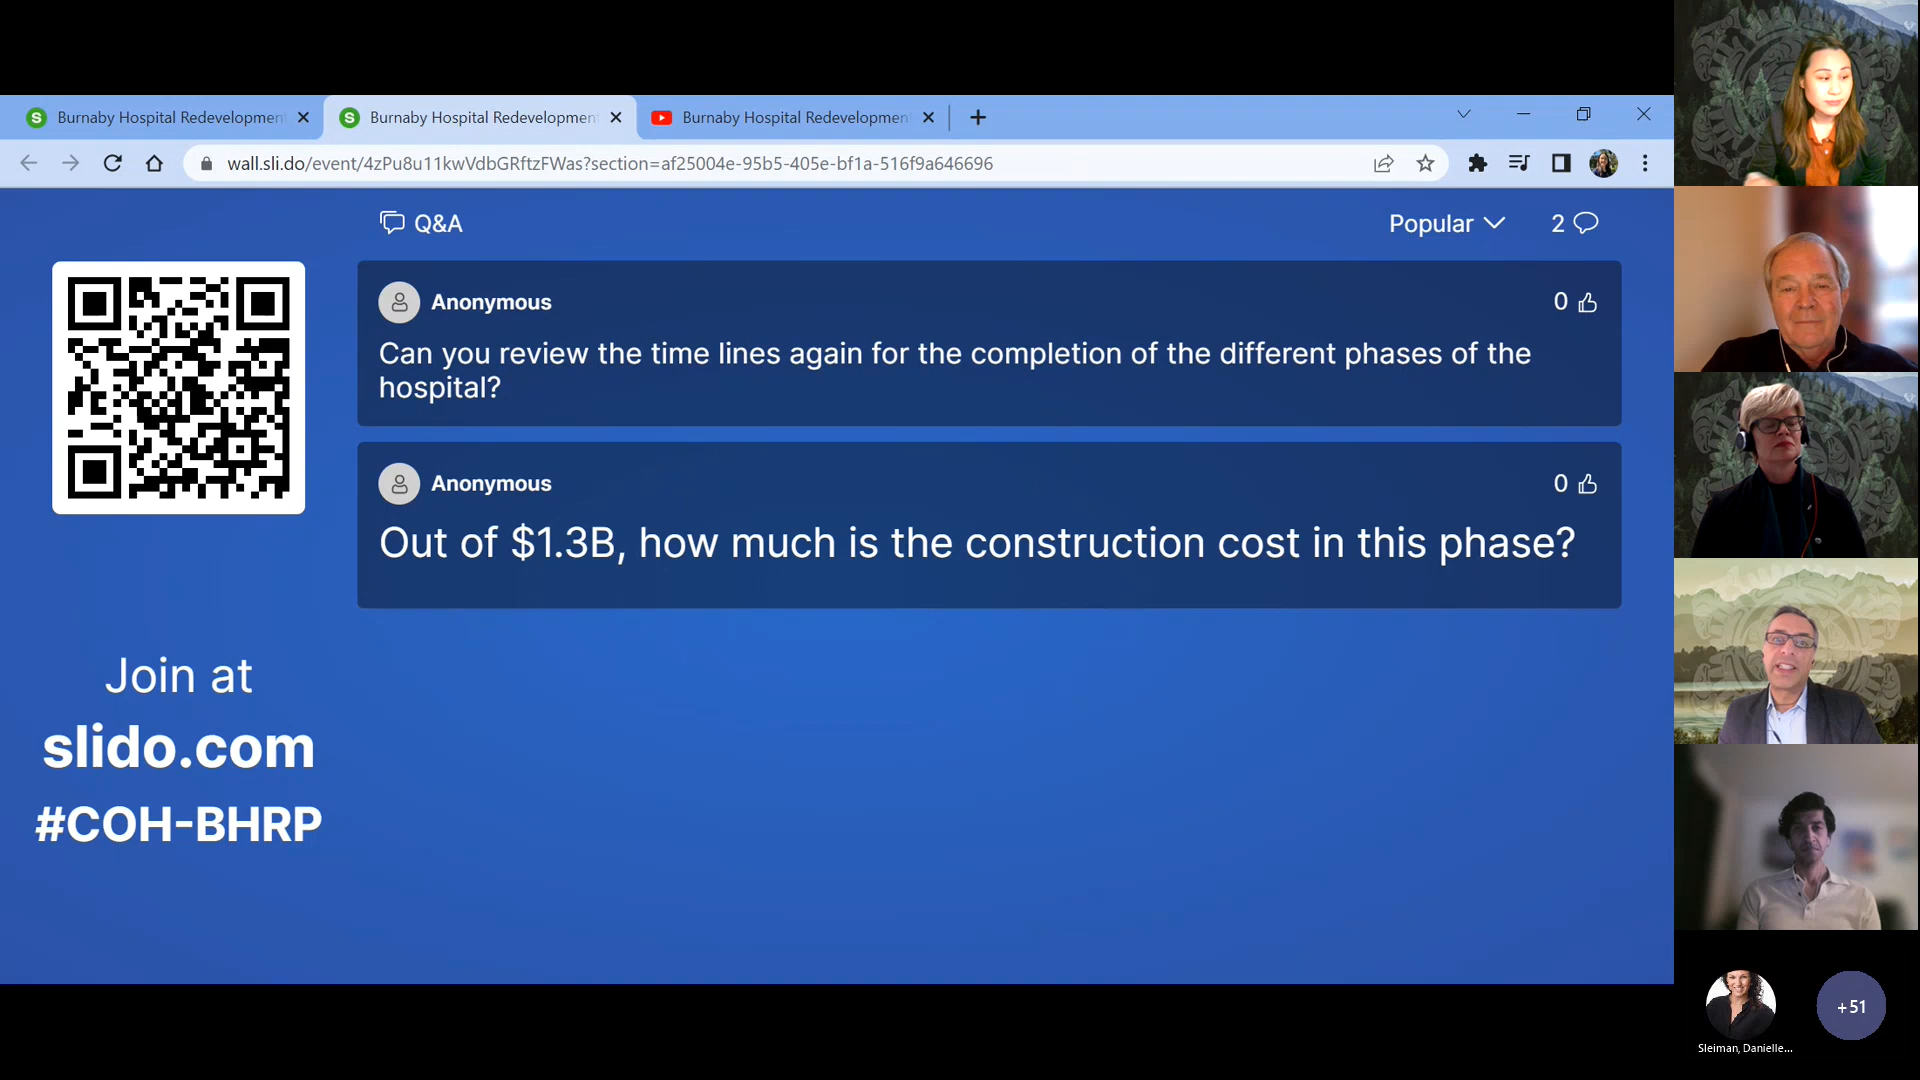 Burnaby Hospital Redevelopmen
Burnaby Hospital Redevelopmen
Burnaby Hospital Redevelopmen
wall.sli.do/event/4zPu8u11kwVdbGRftzFWas?section=af25004e-95b5-405e-bf1a-516f9a646696
Q&A
Popular
2
Anonymous
0
Can you review the time lines again for the completion of the different phases of the
hospital?
Anonymous
0
Out of $1.3B, how much is the construction cost in this phase?
Join at
slido.com
#COH-BHRP
+51
Sleiman, Danielle...